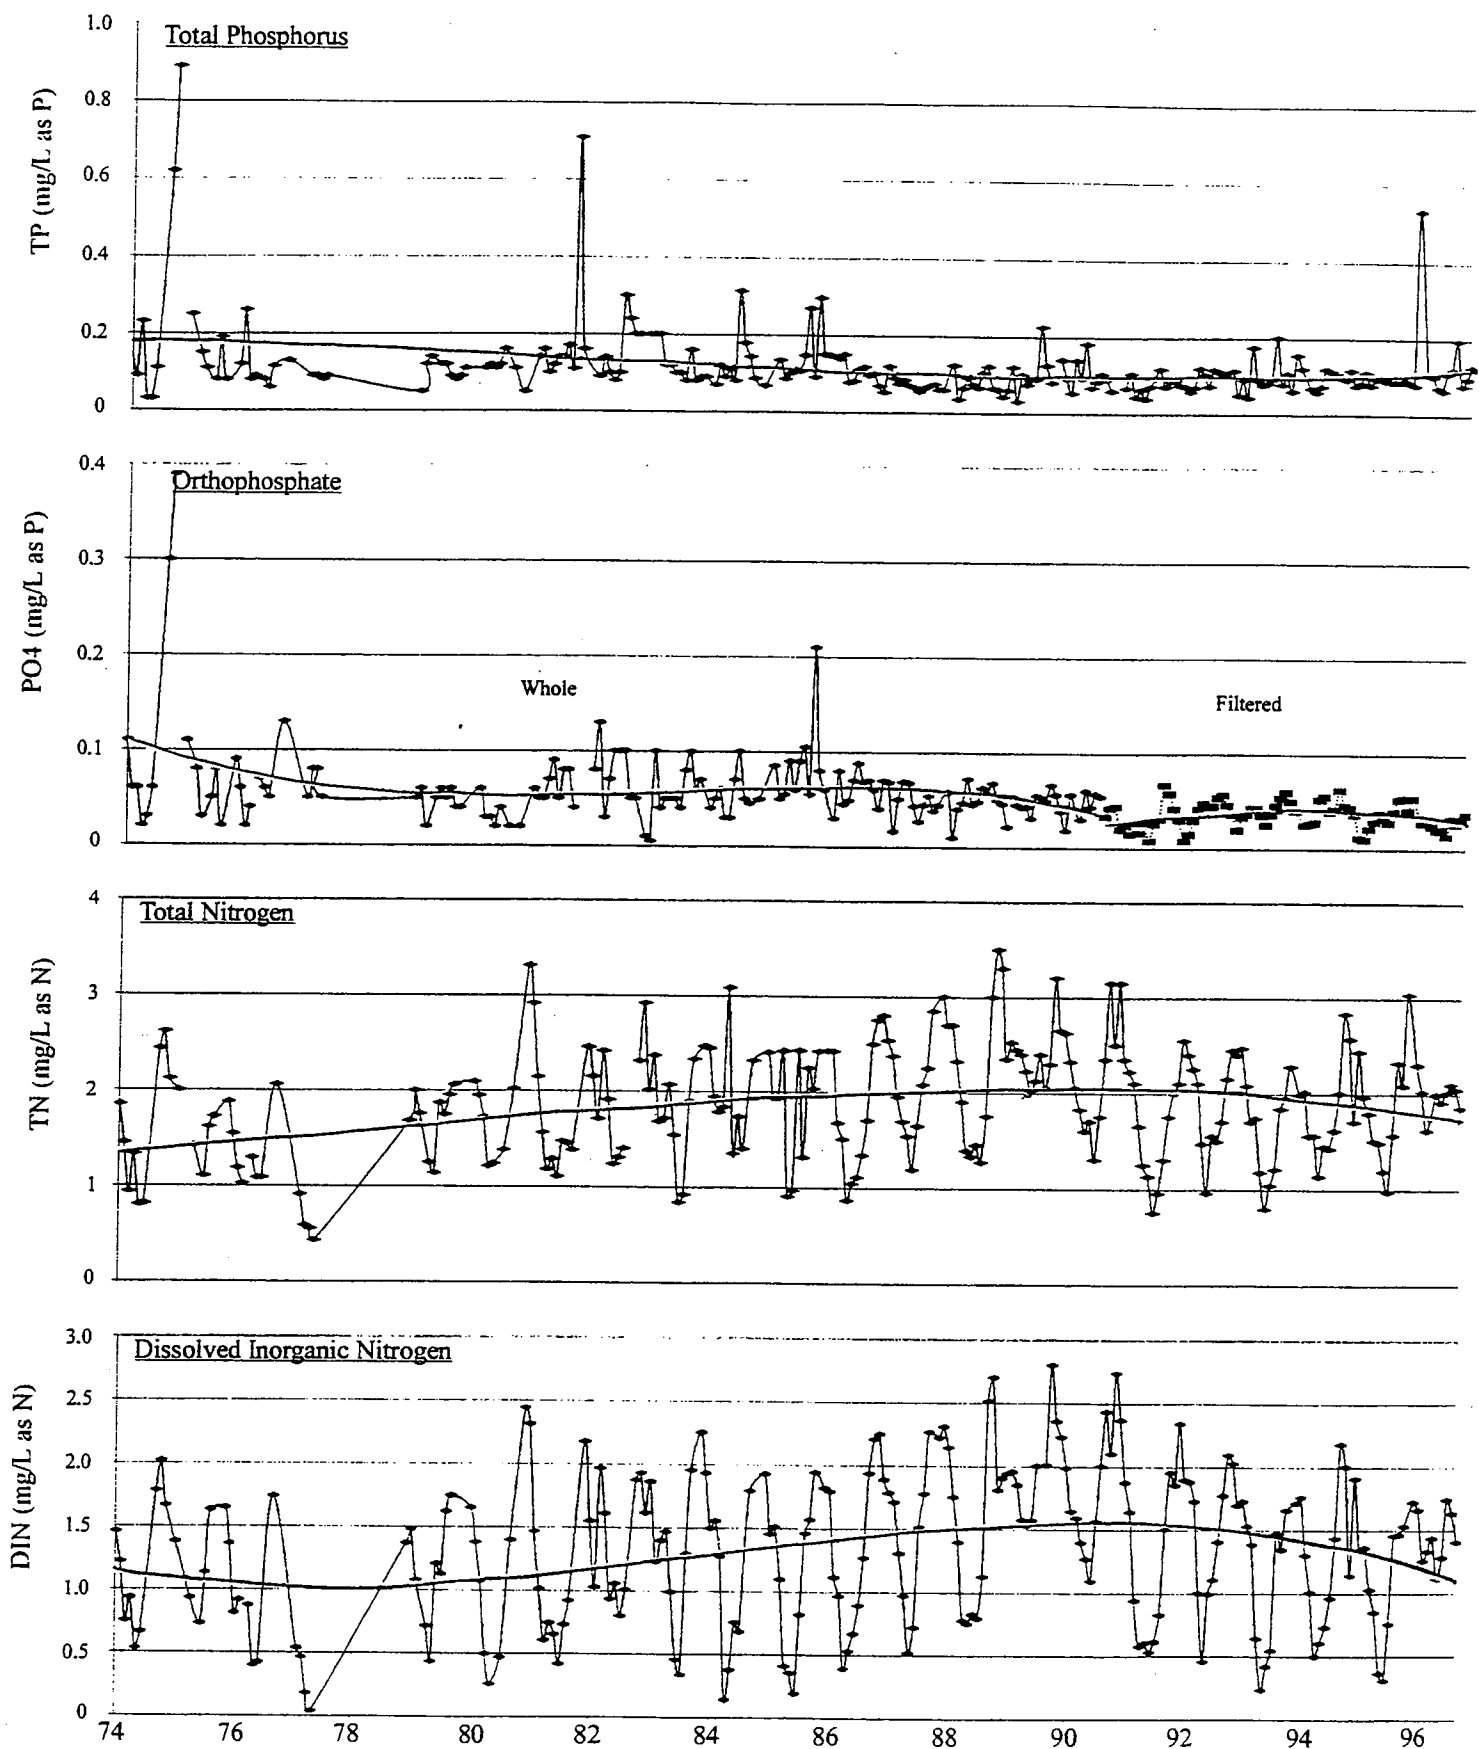 Total Phosphorus
TP (mg/L as P)
1.0
0.8
0.6
0.4
0.2
0
Orthophosphate
PO4 (mg/L as P)
0.4
0.3
0.2
0.1
0
Whole
Filtered
Total Nitrogen
TN (mg/L as N)
4
3
2
1
0
Dissolved Inorganic Nitrogen
DIN (mg/L as N)
3.0
2.5
2.0
1.5
1.0
0.5
0
74 76 78 80 82 84 86 88 90 92 94 96